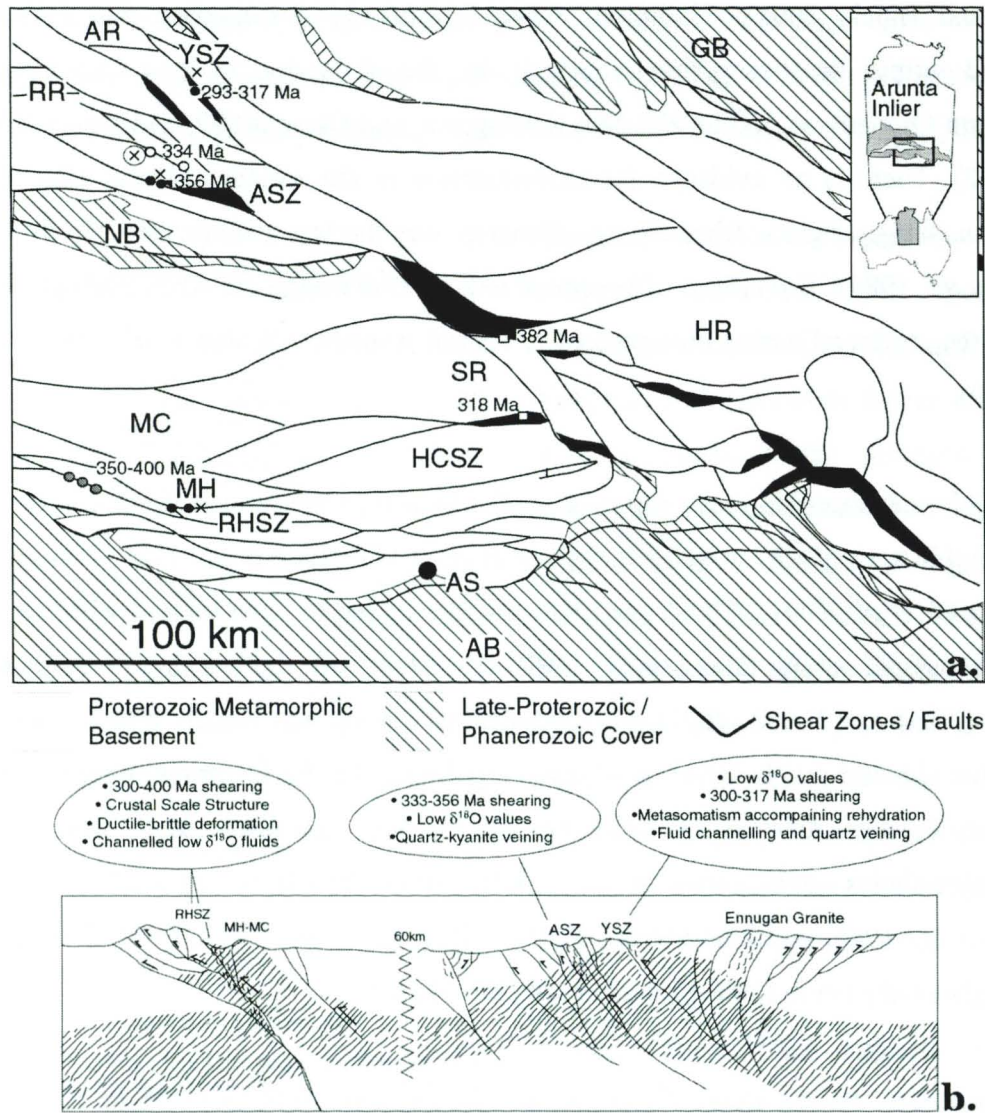 AR
YSZ
GB
Arunta
Inlier
293-317 Ma
RR
334 Ma
356 Ma
ASZ
NB
382 Ma
HR
SR
318 Ma
MC
HCSZ
350-400 Ma
MH
RHSZ
AS
100 km
AB
a.
Proterozoic Metamorphic
Basement
Late-Proterozoic /
Phanerozoic Cover
Shear Zones / Faults
• 300-400 Ma shearing
• Crustal Scale Structure
• Ductile-brittle deformation
• Channelled low δ¹⁸O fluids
• 333-356 Ma shearing
• Low δ¹⁸O values
•Quartz-kyanite veining
• Low δ¹⁸O values
• 300-317 Ma shearing
•Metasomatism accompaining rehydration
•Fluid channelling and quartz veining
RHSZ
MH-MC
60km
ASZ
YSZ
Ennugan Granite
b.